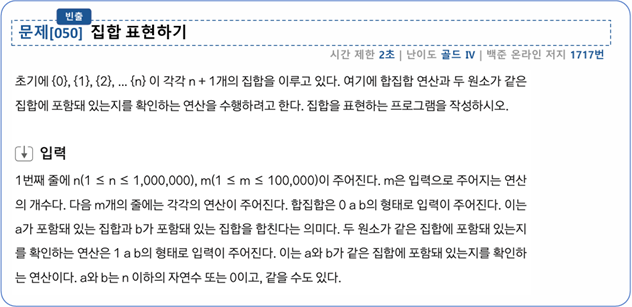 빈출
문제[050] 집합 표현하기
시간 제한 2초 | 난이도 골드 IV | 백준 온라인 저지 1717번
초기에 {0}, {1}, {2}, ... {n} 이 각각 n + 1개의 집합을 이루고 있다. 여기에 합집합 연산과 두 원소가 같은
집합에 포함돼 있는지를 확인하는 연산을 수행하려고 한다. 집합을 표현하는 프로그램을 작성하시오.
입력
1번째 줄에 n(1 ≤ n ≤ 1,000,000), m(1 ≤ m ≤ 100,000)이 주어진다. m은 입력으로 주어지는 연산
의 개수다. 다음 m개의 줄에는 각각의 연산이 주어진다. 합집합은 0 a b의 형태로 입력이 주어진다. 이는
a가 포함돼 있는 집합과 b가 포함돼 있는 집합을 합친다는 의미다. 두 원소가 같은 집합에 포함돼 있는지
를 확인하는 연산은 1 a b의 형태로 입력이 주어진다. 이는 a와 b가 같은 집합에 포함돼 있는지를 확인하
는 연산이다. a와 b는 n 이하의 자연수 또는 0이고, 같을 수도 있다.